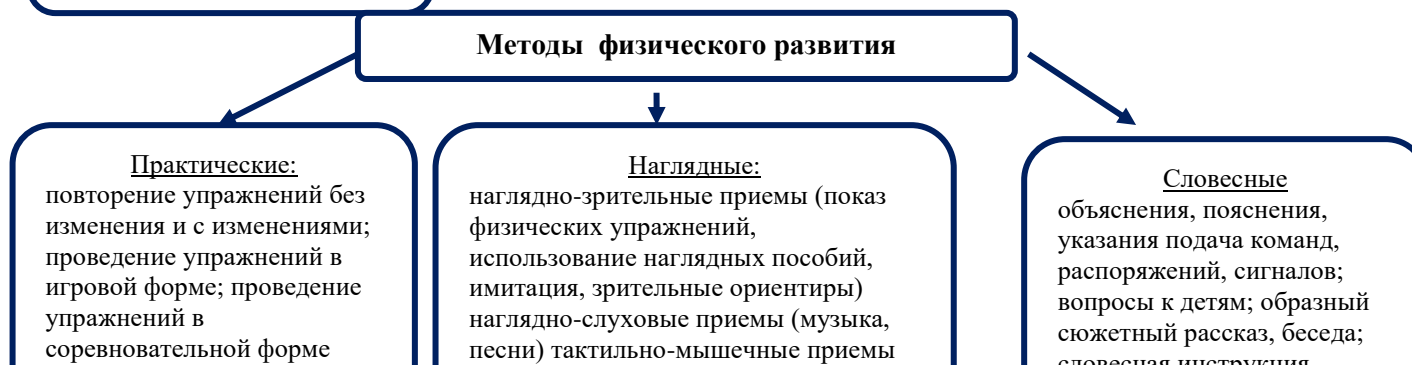 Методы физического развития
Практические:
повторение упражнений без
изменения и с изменениями;
проведение упражнений в
игровой форме; проведение
упражнений в
соревновательной форме
Наглядные:
наглядно-зрительные приемы (показ
физических упражнений,
использование наглядных пособий,
имитация, зрительные ориентиры)
наглядно-слуховые приемы (музыка,
песни) тактильно-мышечные приемы
Словесные
объяснения, пояснения,
указания подача команд,
распоряжений, сигналов;
вопросы к детям; образный
сюжетный рассказ, беседа;
словесная инструкция